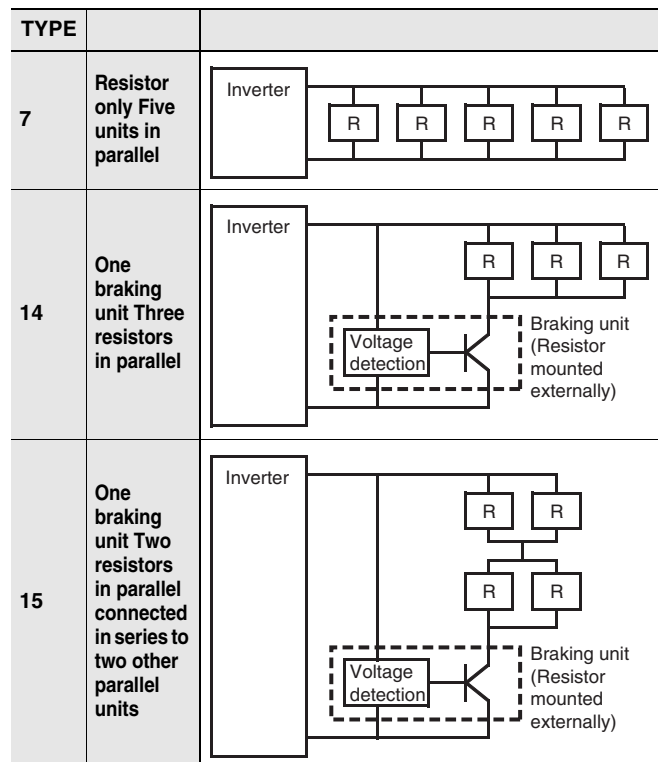 TYPE
7
Resistor
only Five
units in
parallel
Inverter
R R R R R
14
One
braking
unit Three
resistors
in parallel
Inverter
R R R
Voltage
detection
Braking unit
(Resistor
mounted
externally)
15
One
braking
unit Two
resistors
in parallel
connected
in series to
two other
parallel
units
Inverter
R R
R R
Voltage
detection
Braking unit
(Resistor
mounted
externally)